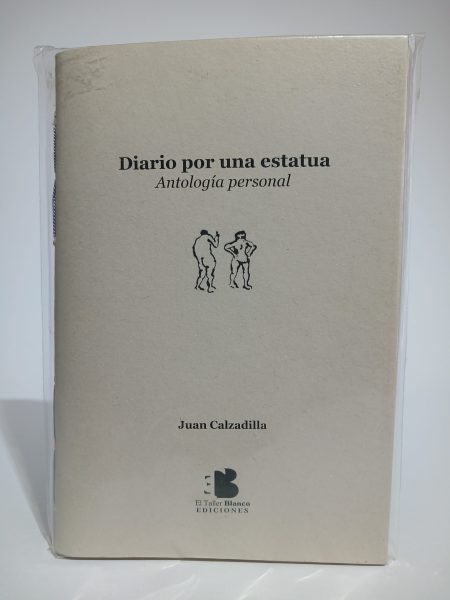 Diario por una estatua
Antología personal
Juan Calzadilla
El Taller Blanco
EDICIONES